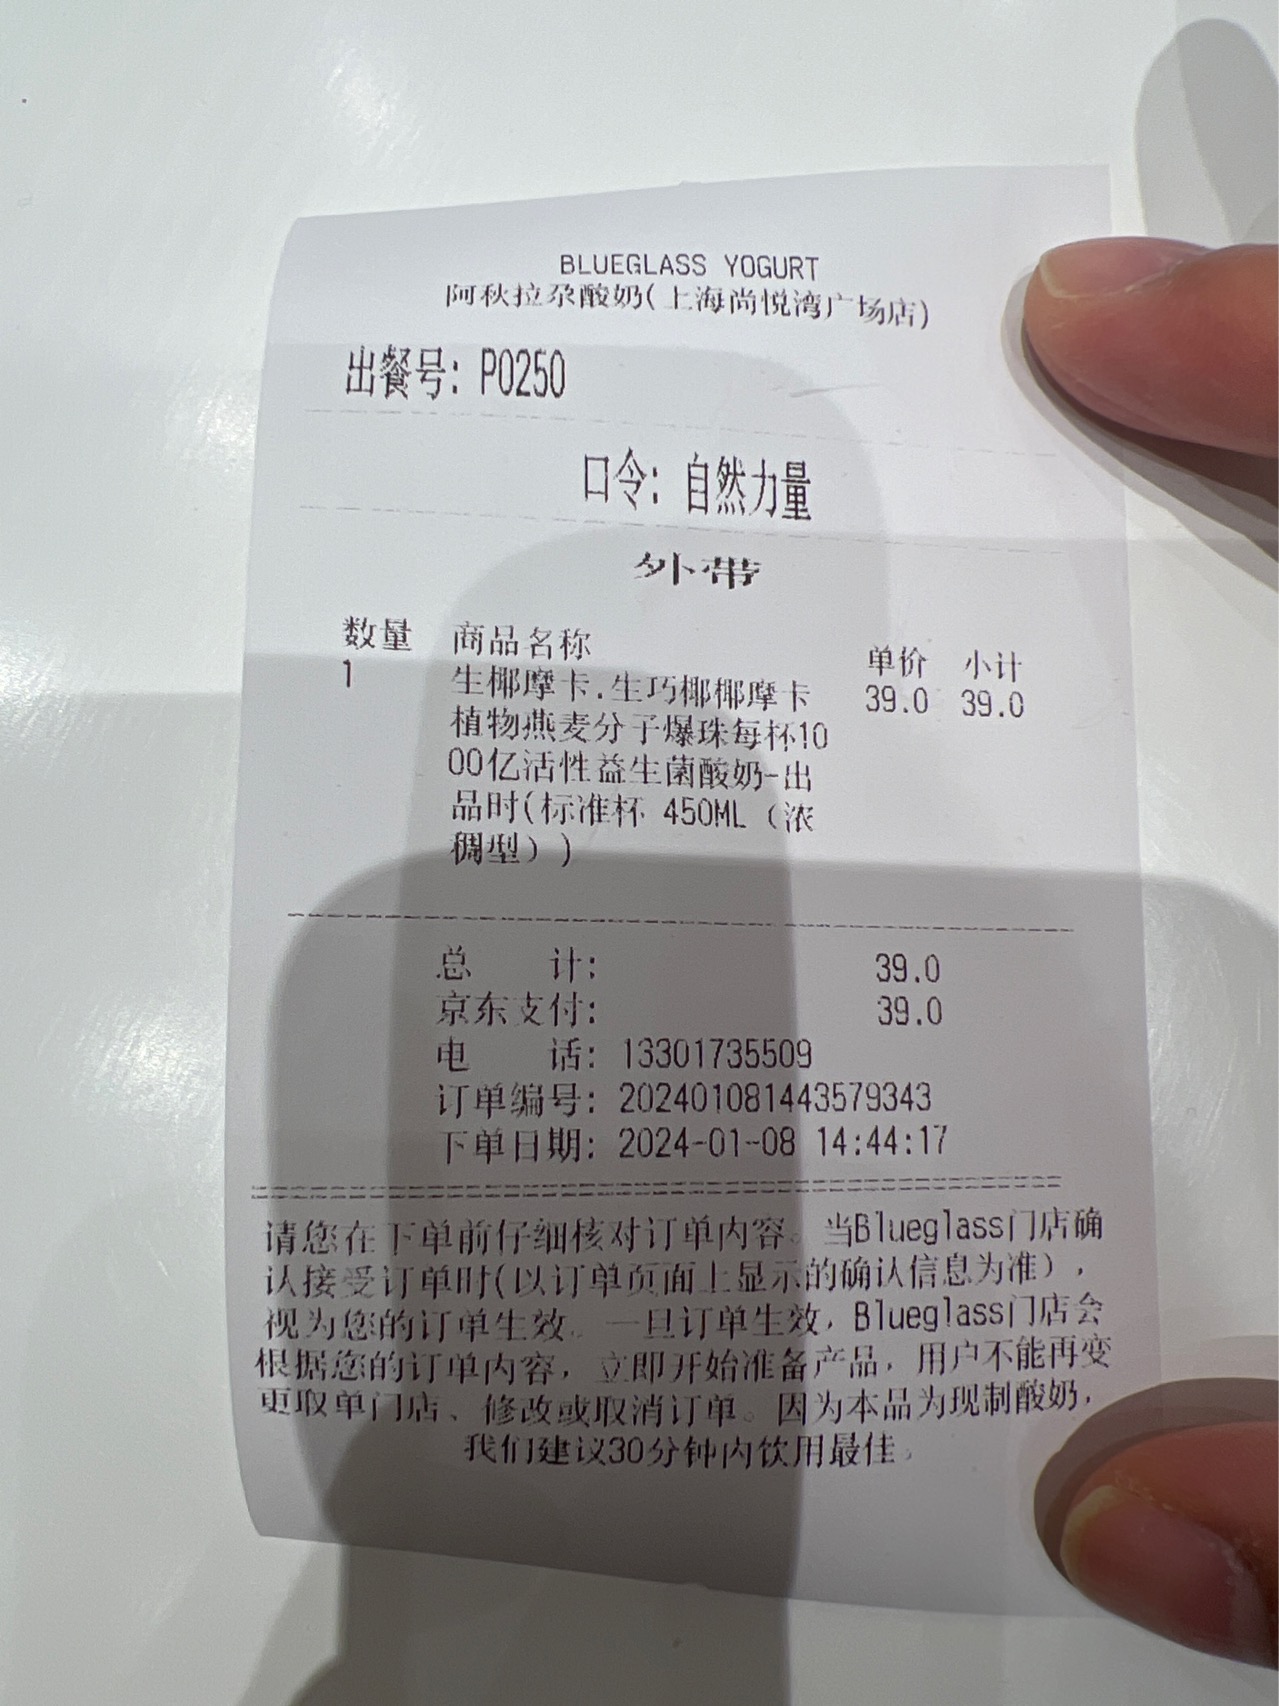 BLUEGLASS YOGURT
阿秋拉尕酸奶(上海尚悦湾广场店)
出餐号: P0250
口令: 自然力量
外带
数量 商品名称 单价 小计
1 生椰摩卡.生巧椰椰摩卡 39.0 39.0
植物燕麦分子爆珠每杯10
00亿活性益生菌酸奶-出
品时(标准杯 450ML (浓
稠型))
总 计: 39.0
京东支付: 39.0
电 话: 13301735509
订单编号: 202401081443579343
下单日期: 2024-01-08 14:44:17
请您在下单前仔细核对订单内容。当Blueglass门店确
认接受订单时(以订单页面上显示的确认信息为准),
视为您的订单生效。一旦订单生效, Blueglass门店会
根据您的订单内容, 立即开始准备产品, 用户不能再变
更取单门店、修改或取消订单。因为本品为现制酸奶,
我们建议30分钟内饮用最佳。